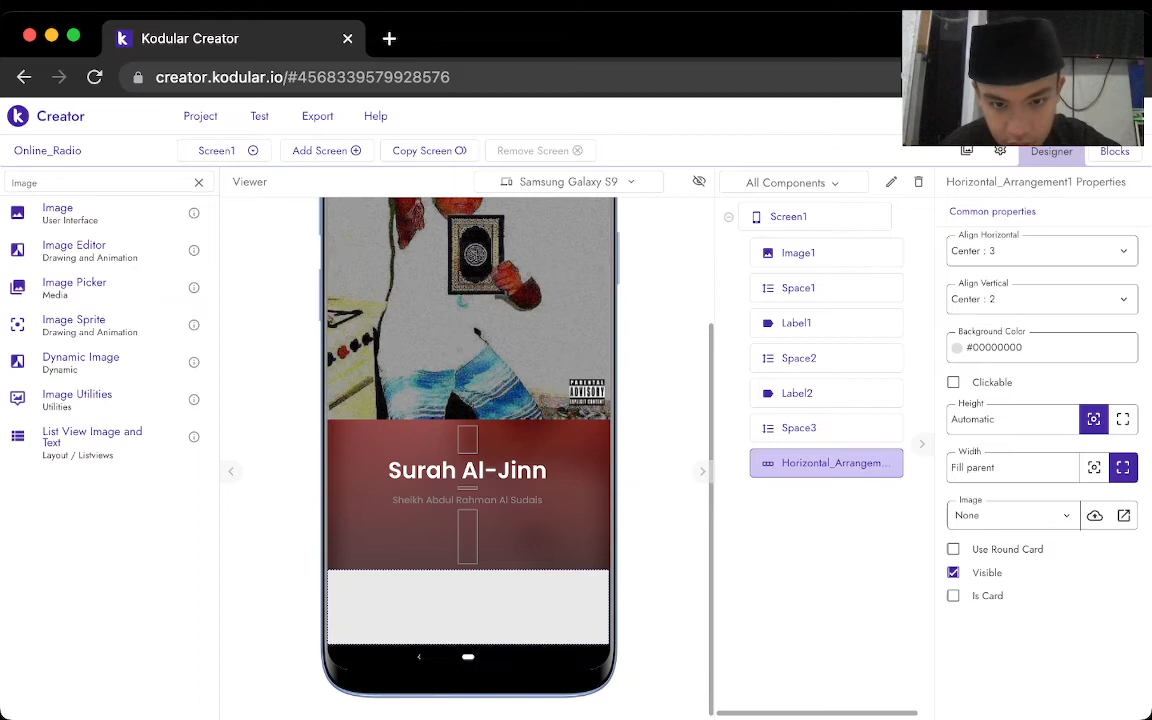 Kodular Creator
creator.kodular.io/#4568339579928576
Creator
Project
Test
Export
Help
Online_Radio
Screen1
Add Screen
Copy Screen
Remove Screen
Designer
Blocks
Image
Viewer
Samsung Galaxy S9
All Components
Horizontal_Arrangement1 Properties
Image
User Interface
Image Editor
Drawing and Animation
Image Picker
Media
Image Sprite
Drawing and Animation
Dynamic Image
Dynamic
Image Utilities
Utilities
List View Image and
Text
Layout / Listviews
PARENTAL
ADVISORY
EXPLICIT CONTENT
Surah Al-Jinn
Sheikh Abdul Rahman Al Sudais
Screen1
Image1
Space1
Label1
Space2
Label2
Space3
Horizontal_Arrangem...
Common properties
Align Horizontal
Center : 3
Align Vertical
Center : 2
Background Color
#00000000
Clickable
Height
Automatic
Width
Fill parent
Image
None
Use Round Card
Visible
Is Card